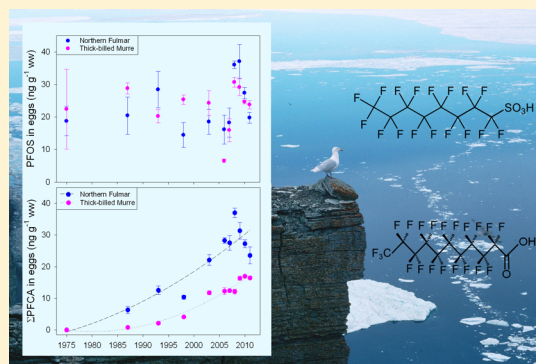 Northern Fulmar
Thick-billed Murre
PFOS in eggs (ng g⁻¹ ww)
40
30
20
10
0
Northern Fulmar
Thick-billed Murre
ΣPFCA in eggs (ng g⁻¹ ww)
40
30
20
10
0
1975 1980 1985 1990 1995 2000 2005 2010
SO₃H
F₃C
OH
O